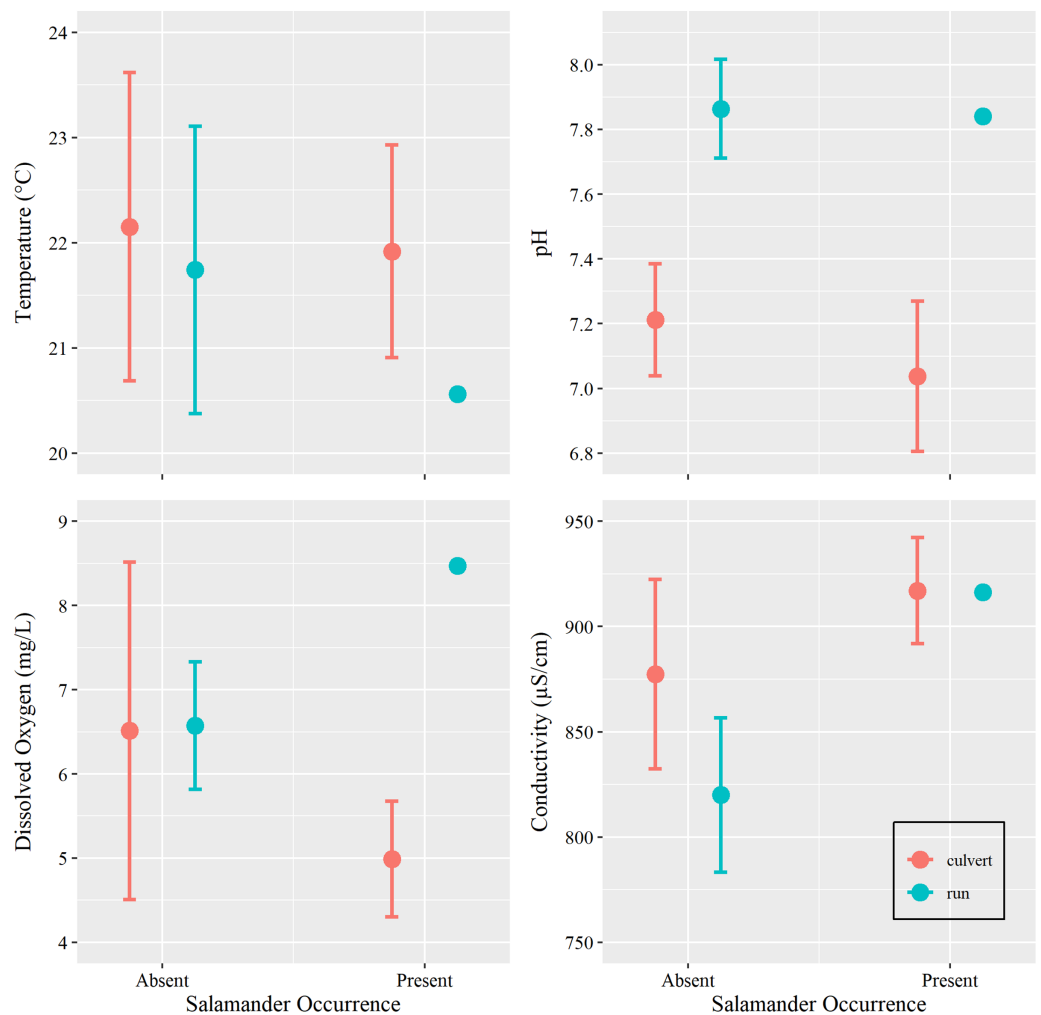 Temperature (°C)
24
23
22
21
20
pH
8.0
7.8
7.6
7.4
7.2
7.0
6.8
Dissolved Oxygen (mg/L)
9
8
7
6
5
4
Absent
Present
Salamander Occurrence
Conductivity (µS/cm)
950
900
850
800
750
culvert
run
Absent
Present
Salamander Occurrence